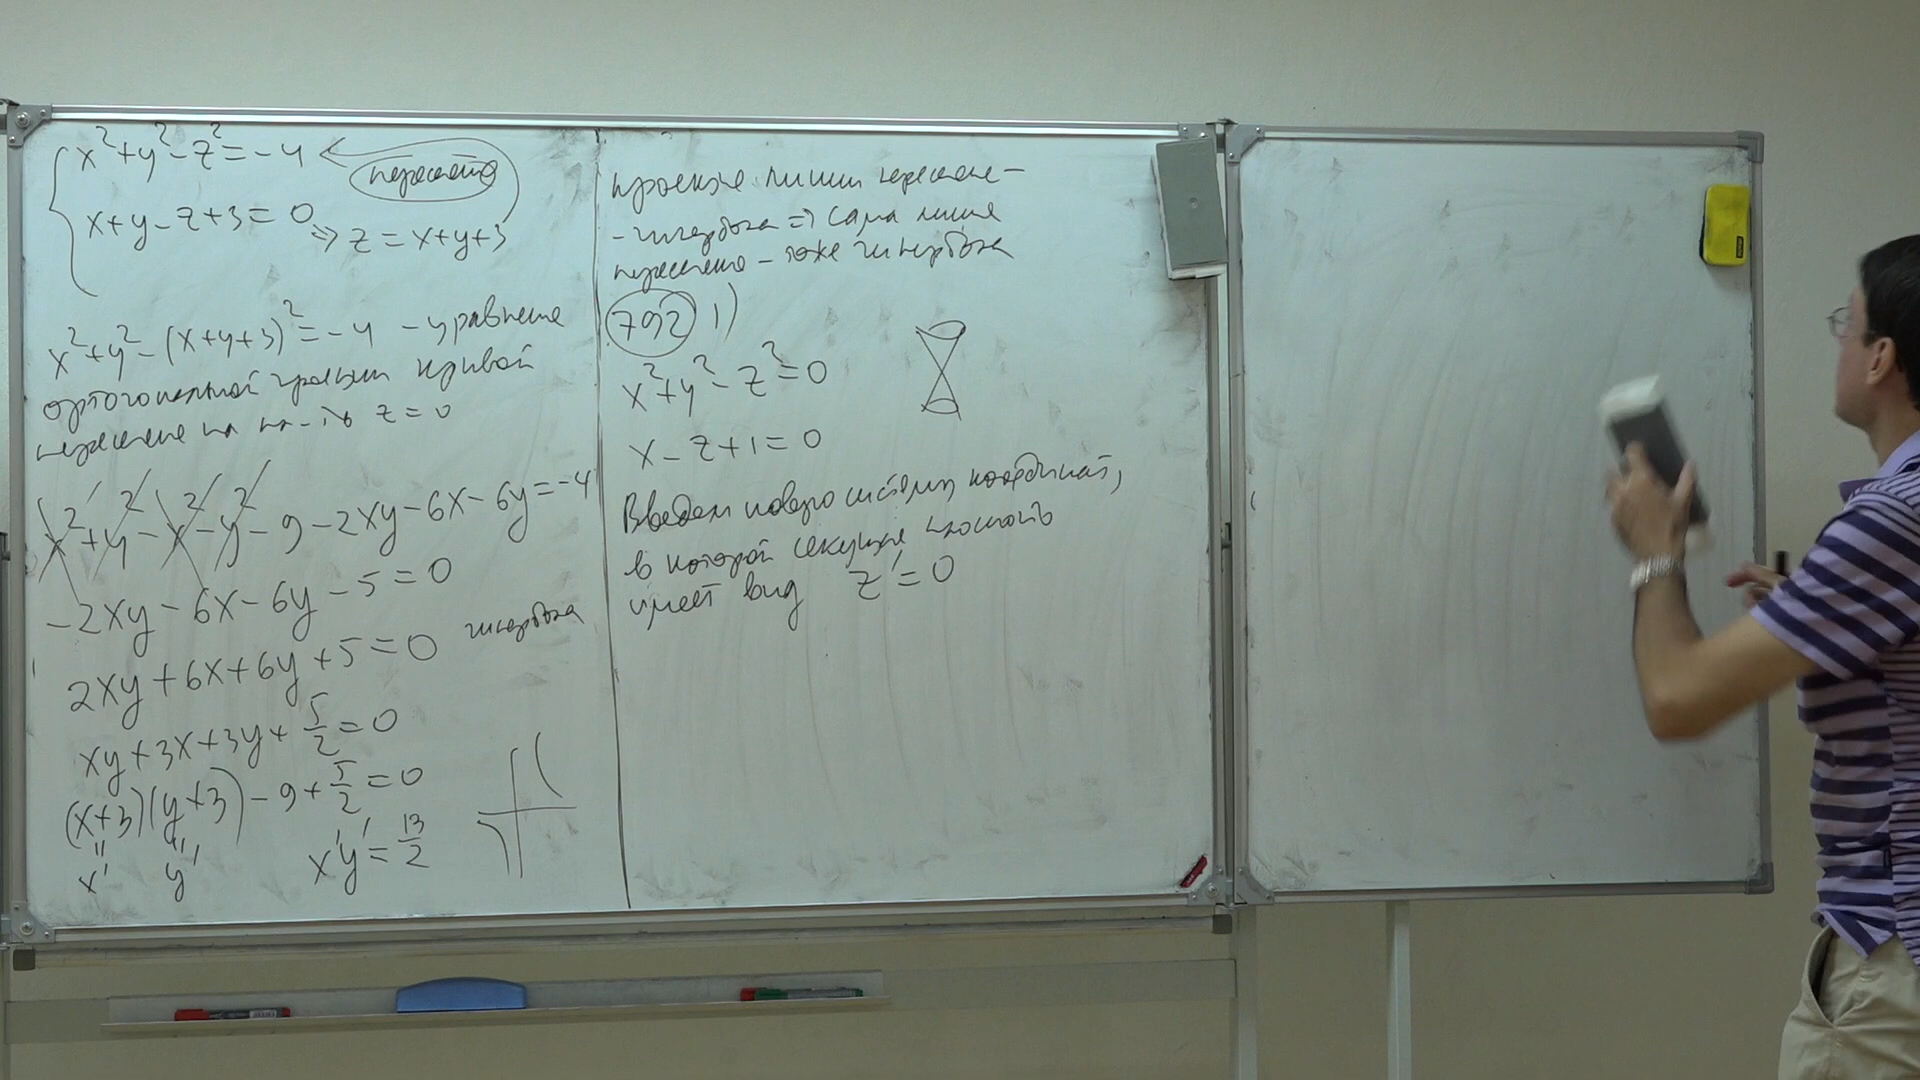 x²+y²-z²=-4
пересечение
x+y-z+3=0
⇒ z=x+y+3
x²+y²-(x+y+3)²=-4 - уравнение
ортогональной проекции кривой
пересечения на пл-ть z=0
x²+y²-x²-y²-9-2xy-6x-6y=-4
-2xy-6x-6y-5=0
2xy+6x+6y+5=0 гипербола
xy+3x+3y+5/2=0
(x+3)(y+3)-9+5/2=0
x' y' x'y'=13/2
проекция линии пересечения -
- гипербола ⇒ сама линия
пересечения - тоже гипербола
792 1)
x²+y²-z²=0
x-z+1=0
Введем новую систему координат,
в которой секущая плоскость
имеет вид z'=0